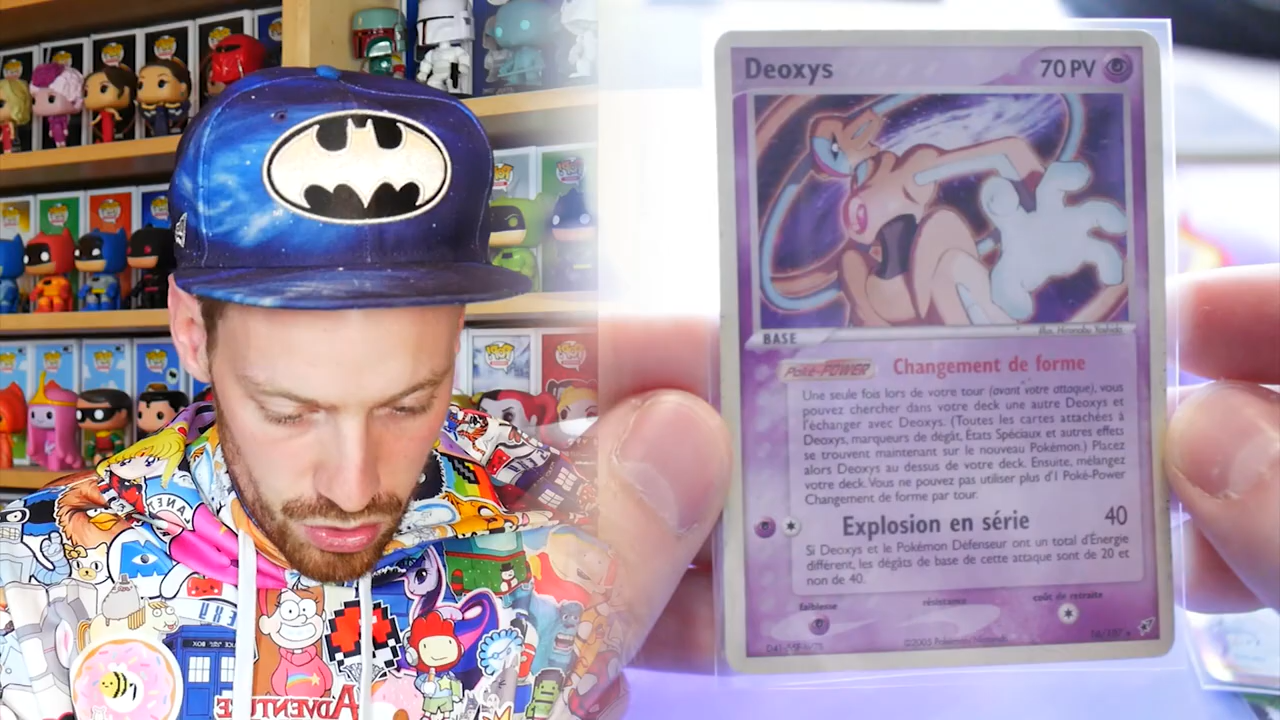 Deoxys
70 PV
Illus. Hironobu Yoshida
BASE
Poké-POWER
Changement de forme
Une seule fois lors de votre tour (avant votre attaque), vous
pouvez chercher dans votre deck une autre Deoxys et
l'échanger avec Deoxys. (Toutes les cartes attachées à
Deoxys, marqueurs de dégât, États Spéciaux et autres effets
se trouvent maintenant sur le nouveau Pokémon.) Placez
alors Deoxys au dessus de votre deck. Ensuite, mélangez
votre deck. Vous ne pouvez pas utiliser plus d'1 Poké-Power
Changement de forme par tour.
Explosion en série
40
Si Deoxys et le Pokémon Défenseur ont un total d'Énergie
différent, les dégâts de base de cette attaque sont de 20 et
non de 40.
faiblesse
résistance
coût de retraite
©2005 Pokémon/Nintendo
16/107
BOX
ADVENTURE